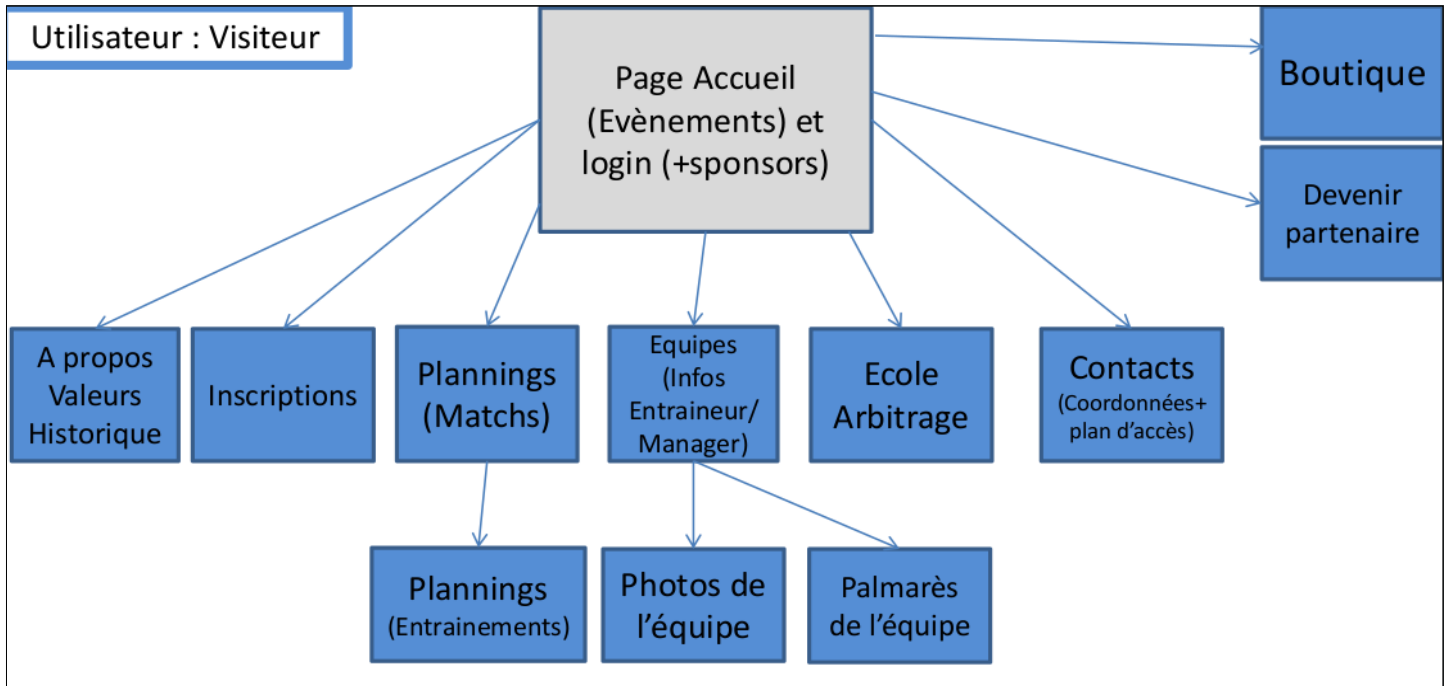 Utilisateur : Visiteur
Page Accueil
(Evènements) et
login (+sponsors)
Boutique
Devenir
partenaire
A propos
Valeurs
Historique
Inscriptions
Plannings
(Matchs)
Equipes
(Infos
Entraineur/
Manager)
Ecole
Arbitrage
Contacts
(Coordonnées+
plan d’accès)
Plannings
(Entrainements)
Photos de
l’équipe
Palmarès
de l’équipe